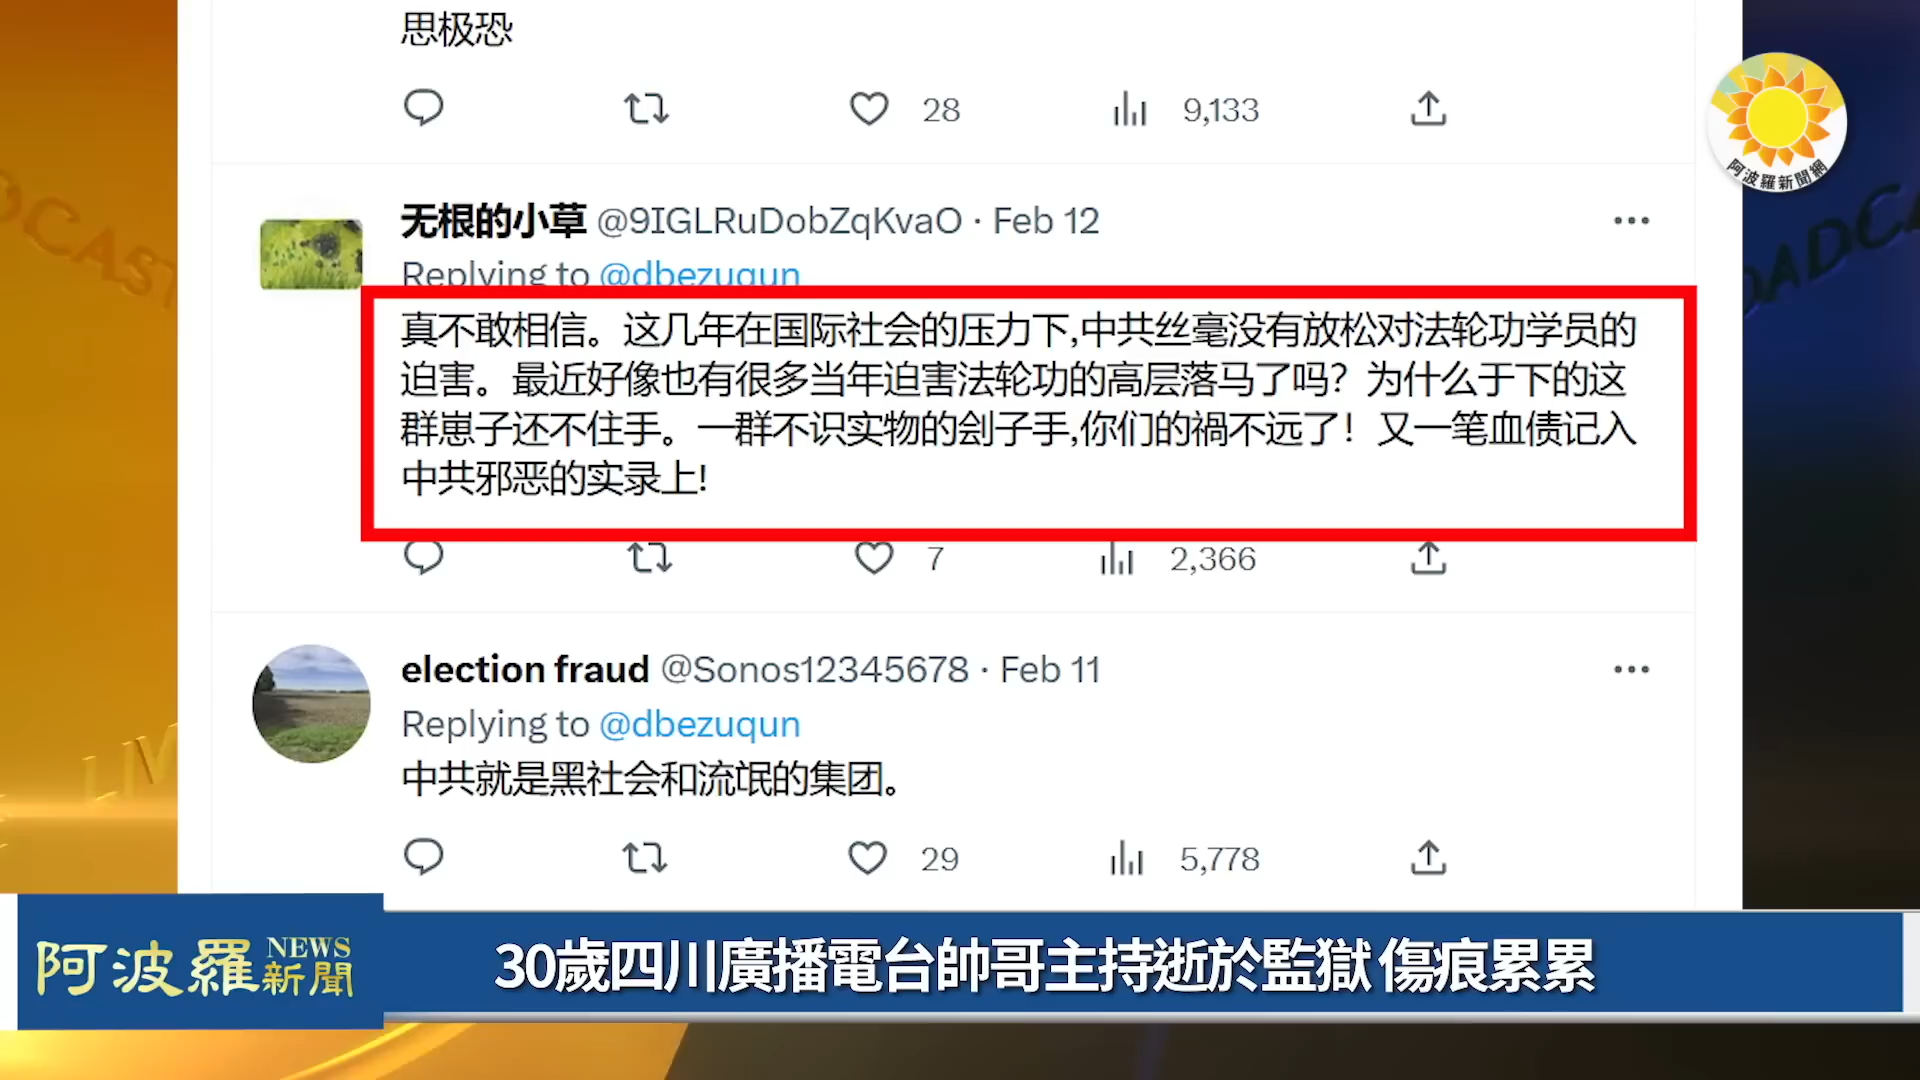 思极恐
28 9,133
阿波羅新聞網
无根的小草 @9IGLRuDobZqKvaO · Feb 12
Replying to @dbezuqun
真不敢相信。这几年在国际社会的压力下,中共丝毫没有放松对法轮功学员的
迫害。最近好像也有很多当年迫害法轮功的高层落马了吗？为什么于下的这
群崽子还不住手。一群不识实物的刽子手,你们的禍不远了！又一笔血债记入
中共邪恶的实录上!
7 2,366
election fraud @Sonos12345678 · Feb 11
Replying to @dbezuqun
中共就是黑社会和流氓的集团。
29 5,778
阿波羅 NEWS 新聞
30歲四川廣播電台帥哥主持逝於監獄 傷痕累累